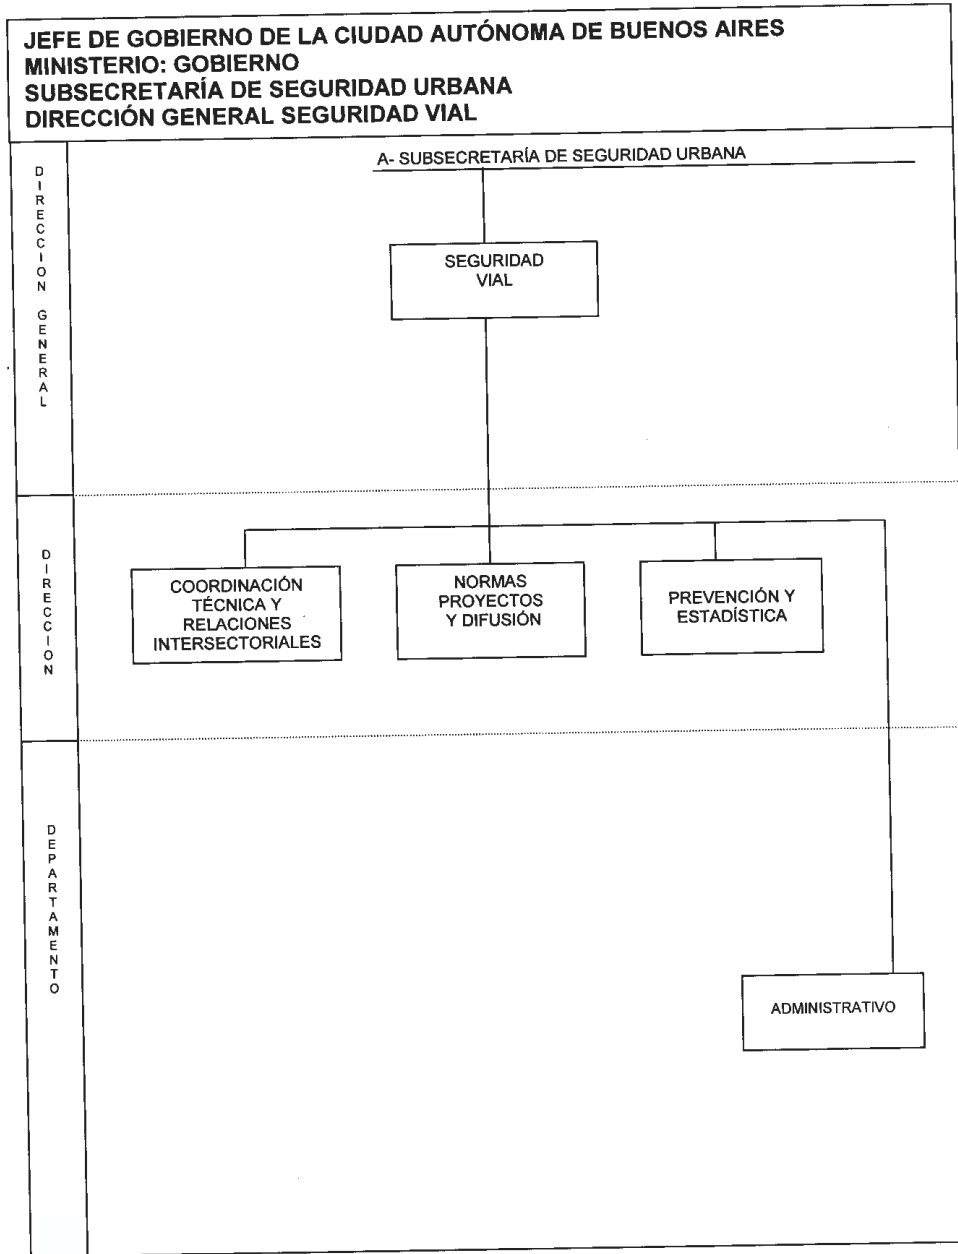 JEFE DE GOBIERNO DE LA CIUDAD AUTÓNOMA DE BUENOS AIRES
MINISTERIO: GOBIERNO
SUBSECRETARÍA DE SEGURIDAD URBANA
DIRECCIÓN GENERAL SEGURIDAD VIAL
DIRECCION GENERAL
A- SUBSECRETARÍA DE SEGURIDAD URBANA
SEGURIDAD
VIAL
DIRECCION
COORDINACIÓN
TÉCNICA Y
RELACIONES
INTERSECTORIALES
NORMAS
PROYECTOS
Y DIFUSIÓN
PREVENCIÓN Y
ESTADÍSTICA
DEPARTAMENTO
ADMINISTRATIVO